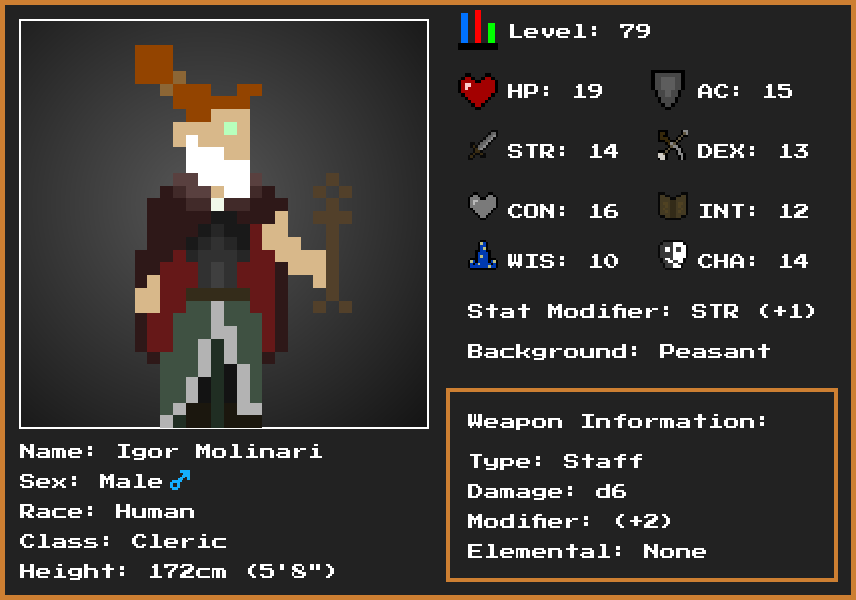 Level: 79
HP: 19 AC: 15
STR: 14 DEX: 13
CON: 16 INT: 12
WIS: 10 CHA: 14
Stat Modifier: STR (+1)
Background: Peasant
Weapon Information:
Type: Staff
Damage: d6
Modifier: (+2)
Elemental: None
Name: Igor Molinari
Sex: Male ♂
Race: Human
Class: Cleric
Height: 172cm (5'8")